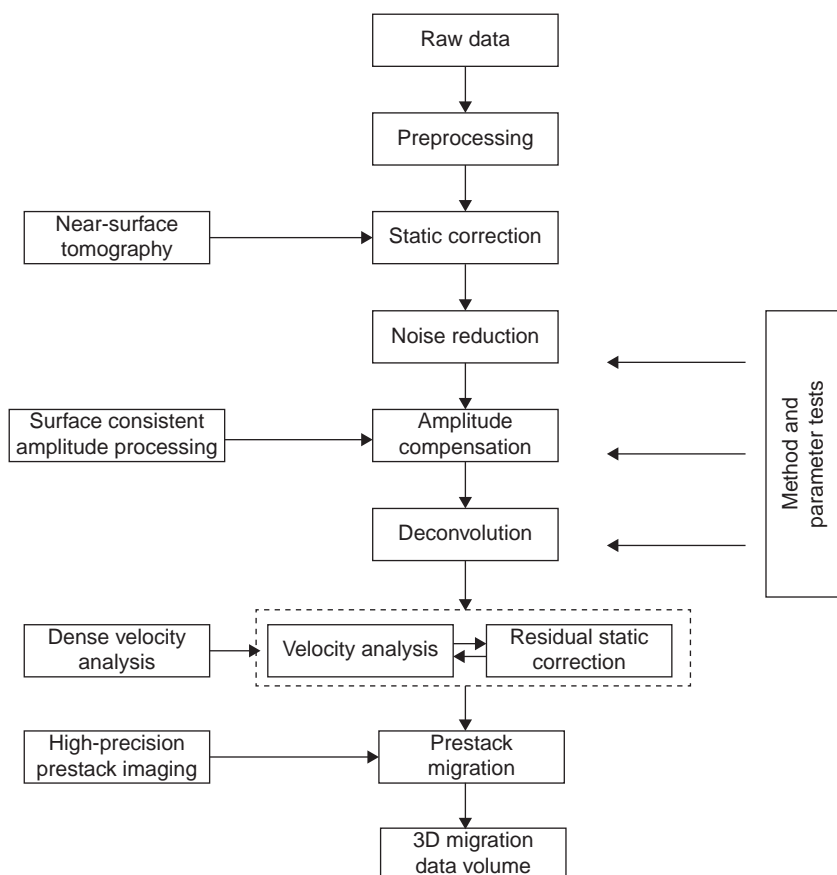 Raw data
Preprocessing
Near-surface
tomography
Static correction
Noise reduction
Surface consistent
amplitude processing
Amplitude
compensation
Method and
parameter tests
Deconvolution
Dense velocity
analysis
Velocity analysis
Residual static
correction
High-precision
prestack imaging
Prestack
migration
3D migration
data volume